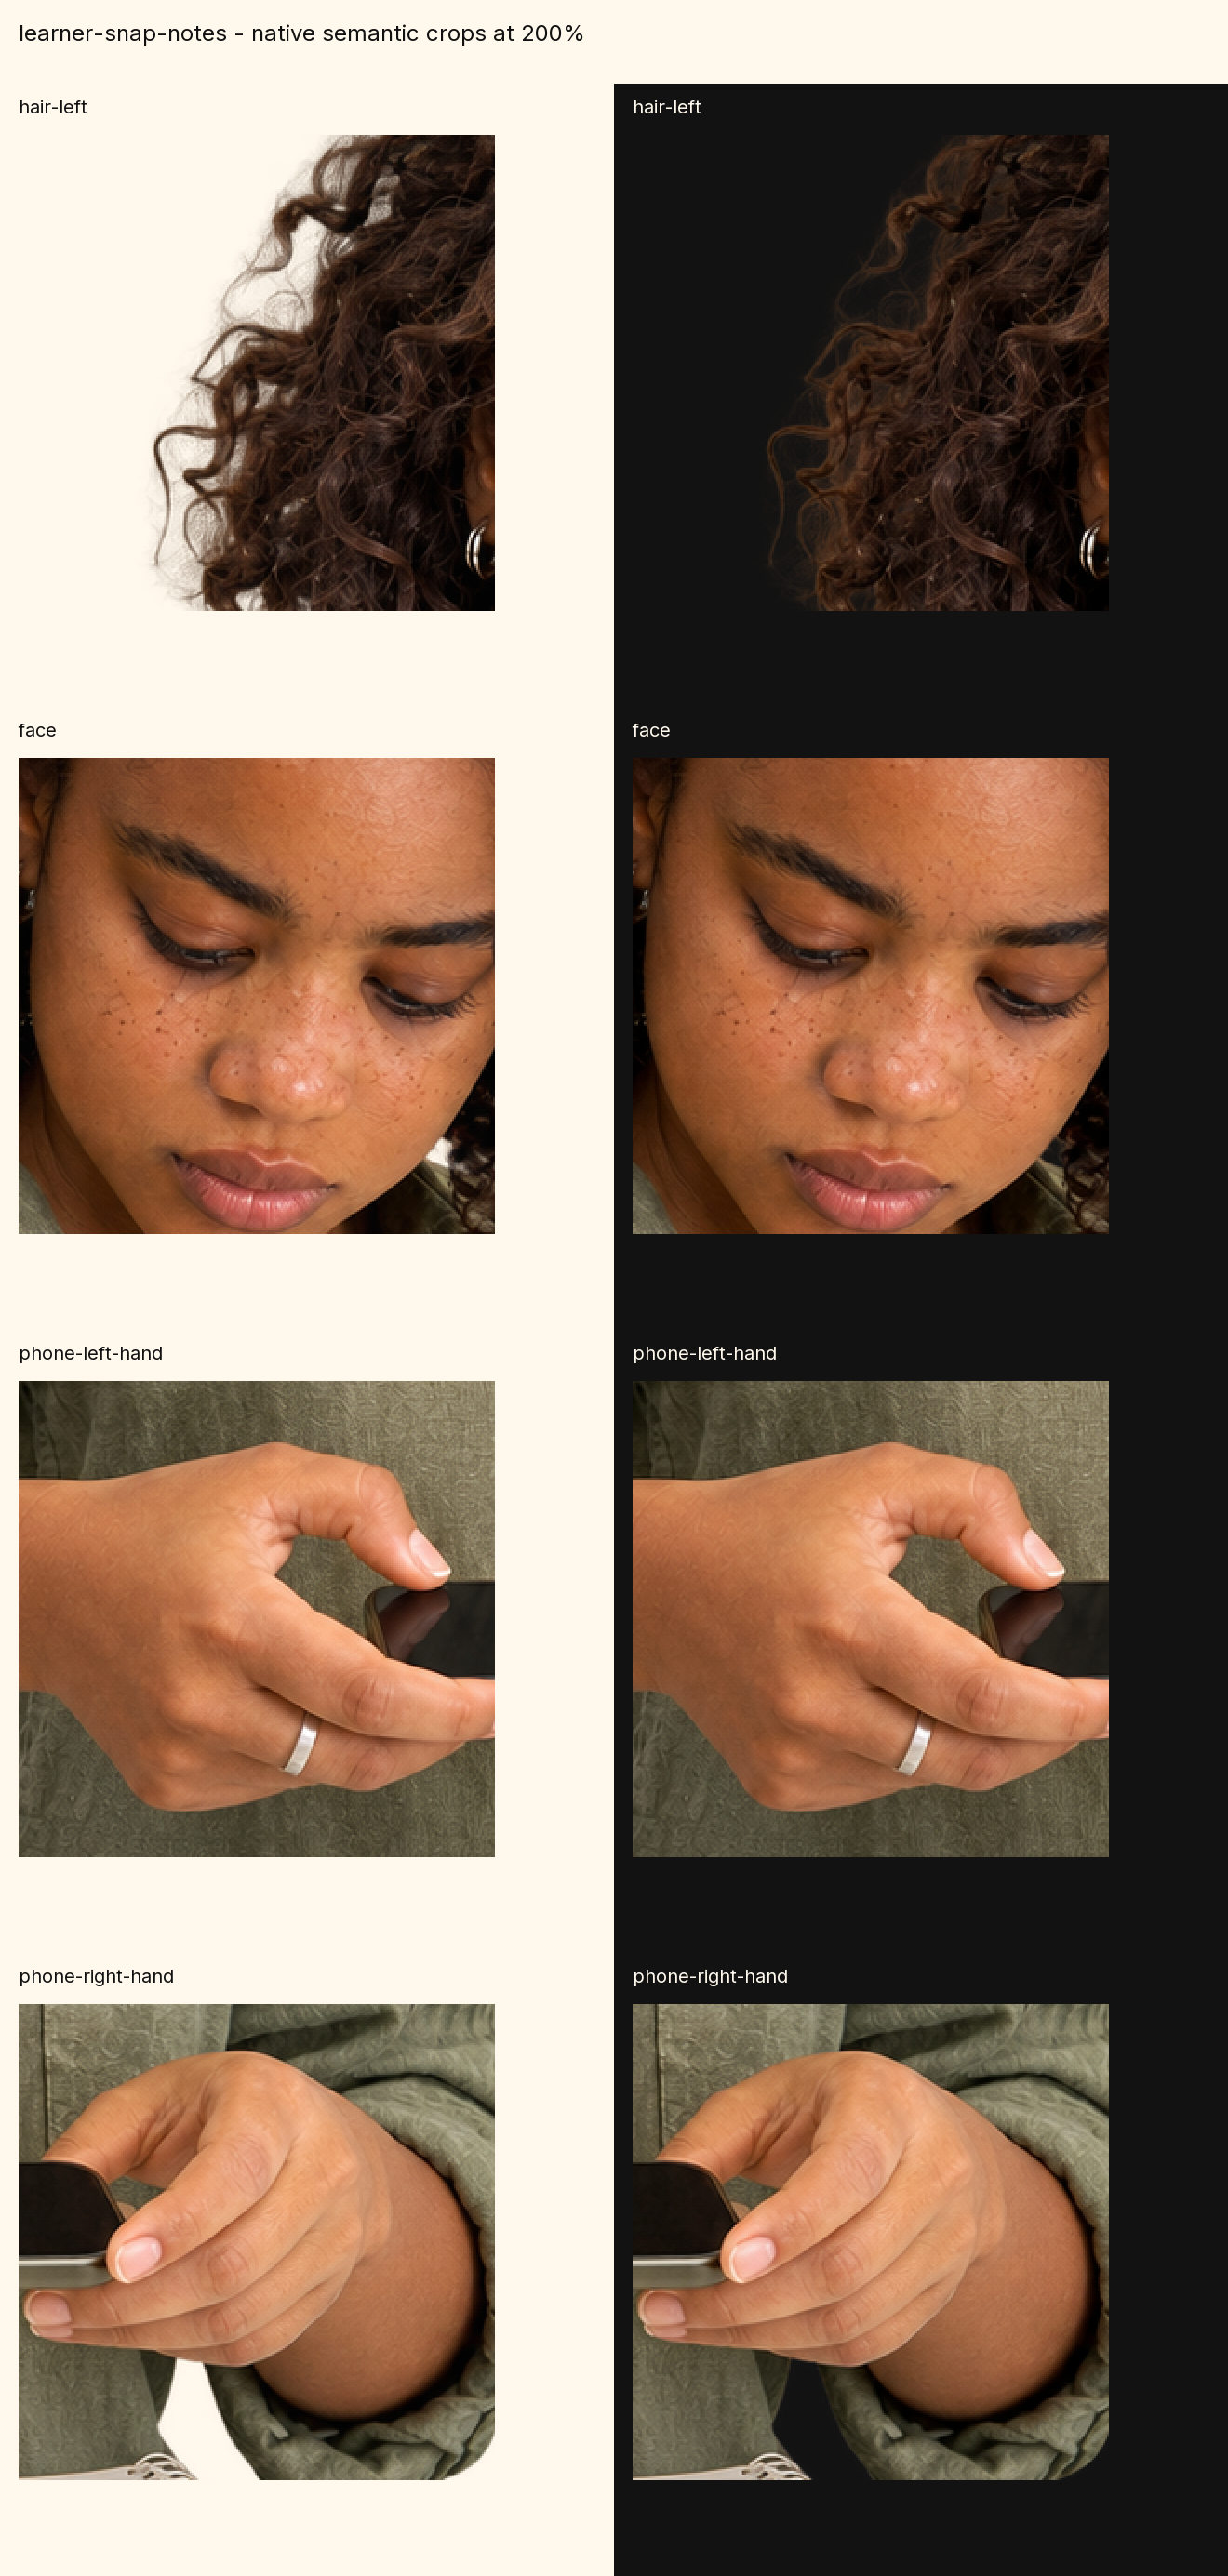 learner-snap-notes - native semantic crops at 200%
hair-left
hair-left
face
face
phone-left-hand
phone-left-hand
phone-right-hand
phone-right-hand